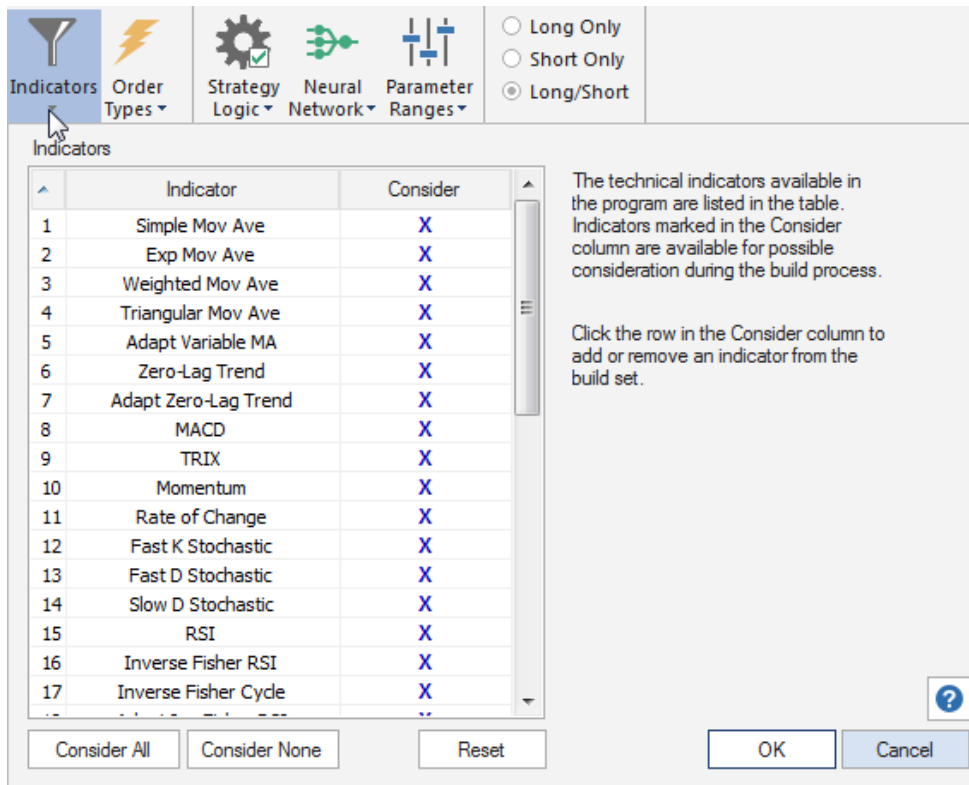 Indicators
Order
Types
Strategy
Logic
Neural
Network
Parameter
Ranges
Long Only
Short Only
Long/Short
Indicators
Indicator Consider
1 Simple Mov Ave X
2 Exp Mov Ave X
3 Weighted Mov Ave X
4 Triangular Mov Ave X
5 Adapt Variable MA X
6 Zero-Lag Trend X
7 Adapt Zero-Lag Trend X
8 MACD X
9 TRIX X
10 Momentum X
11 Rate of Change X
12 Fast K Stochastic X
13 Fast D Stochastic X
14 Slow D Stochastic X
15 RSI X
16 Inverse Fisher RSI X
17 Inverse Fisher Cycle X
The technical indicators available in
the program are listed in the table.
Indicators marked in the Consider
column are available for possible
consideration during the build process.
Click the row in the Consider column to
add or remove an indicator from the
build set.
?
Consider All Consider None Reset OK Cancel